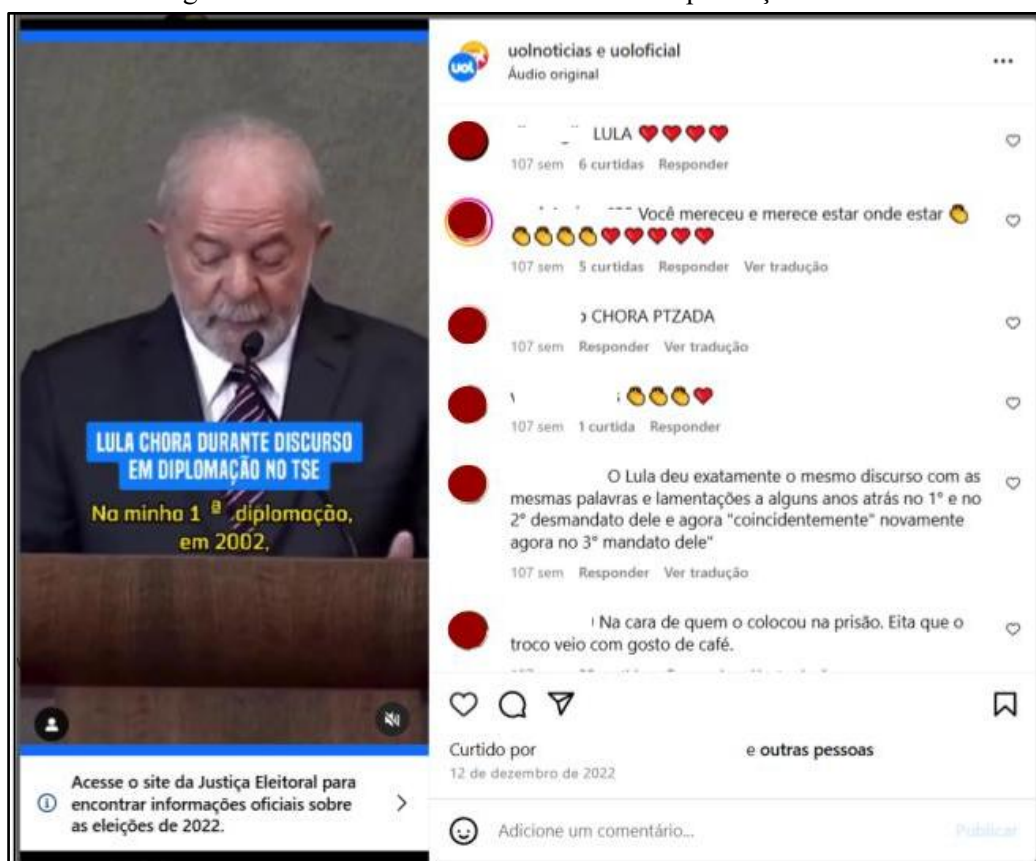 uol
LULA CHORA DURANTE DISCURSO
EM DIPLOMAÇÃO NO TSE
Na minha 1ª diplomação,
em 2002,
Acesse o site da Justiça Eleitoral para
encontrar informações oficiais sobre
as eleições de 2022.
uolnoticias e uoloficial
Áudio original
LULA ❤️❤️❤️❤️
107 sem 6 curtidas Responder
Você mereceu e merece estar onde estar 👏
👏👏👏👏❤️❤️❤️❤️❤️
107 sem 5 curtidas Responder Ver tradução
CHORA PTZADA
107 sem Responder Ver tradução
👏👏👏❤️
107 sem 1 curtida Responder
O Lula deu exatamente o mesmo discurso com as
mesmas palavras e lamentações a alguns anos atrás no 1º e no
2º desmandato dele e agora "coincidentemente" novamente
agora no 3º mandato dele"
107 sem Responder Ver tradução
Na cara de quem o colocou na prisão. Eita que o
troco veio com gosto de café.
Curtido por e outras pessoas
12 de dezembro de 2022
Adicione um comentário...
Publicar